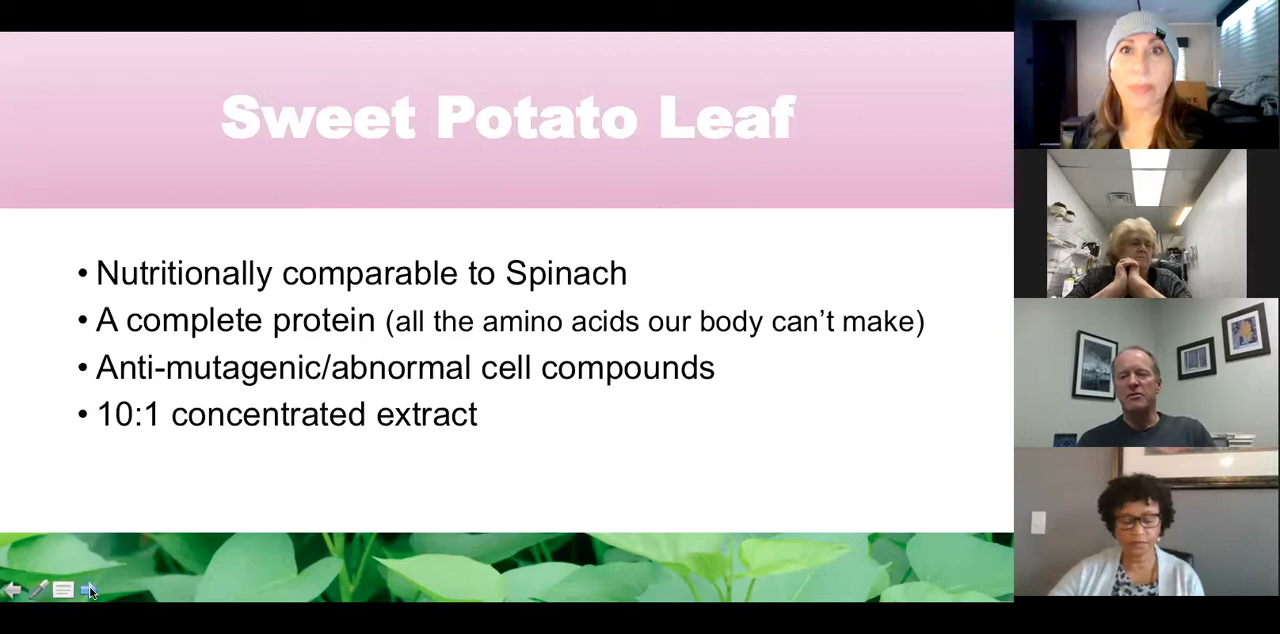 Sweet Potato Leaf
• Nutritionally comparable to Spinach
• A complete protein (all the amino acids our body can’t make)
• Anti-mutagenic/abnormal cell compounds
• 10:1 concentrated extract